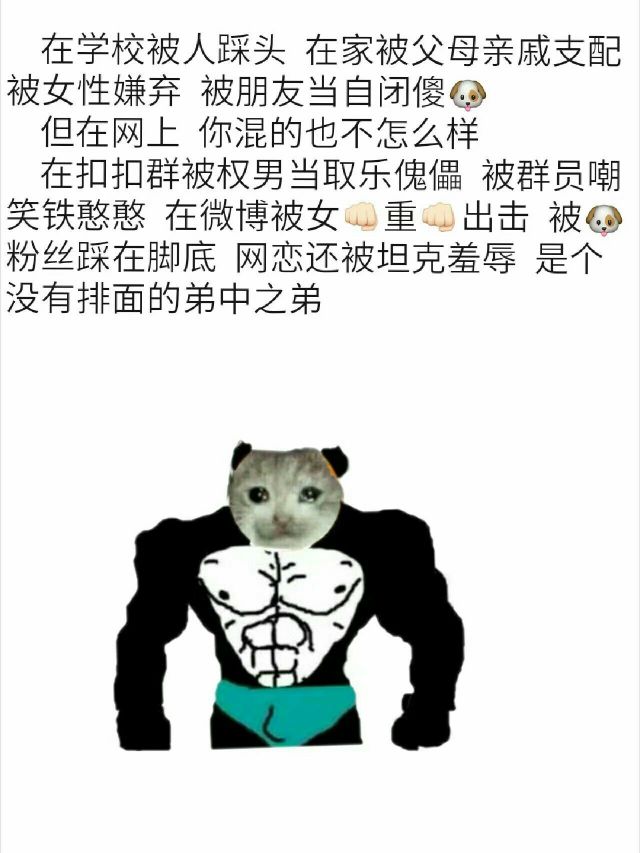 在学校被人踩头 在家被父母亲戚支配
被女性嫌弃 被朋友当自闭傻🐶
但在网上 你混的也不怎么样
在扣扣群被权男当取乐傀儡 被群员嘲
笑铁憨憨 在微博被女👊🏻重👊🏻出击 被🐶
粉丝踩在脚底 网恋还被坦克羞辱 是个
没有排面的弟中之弟